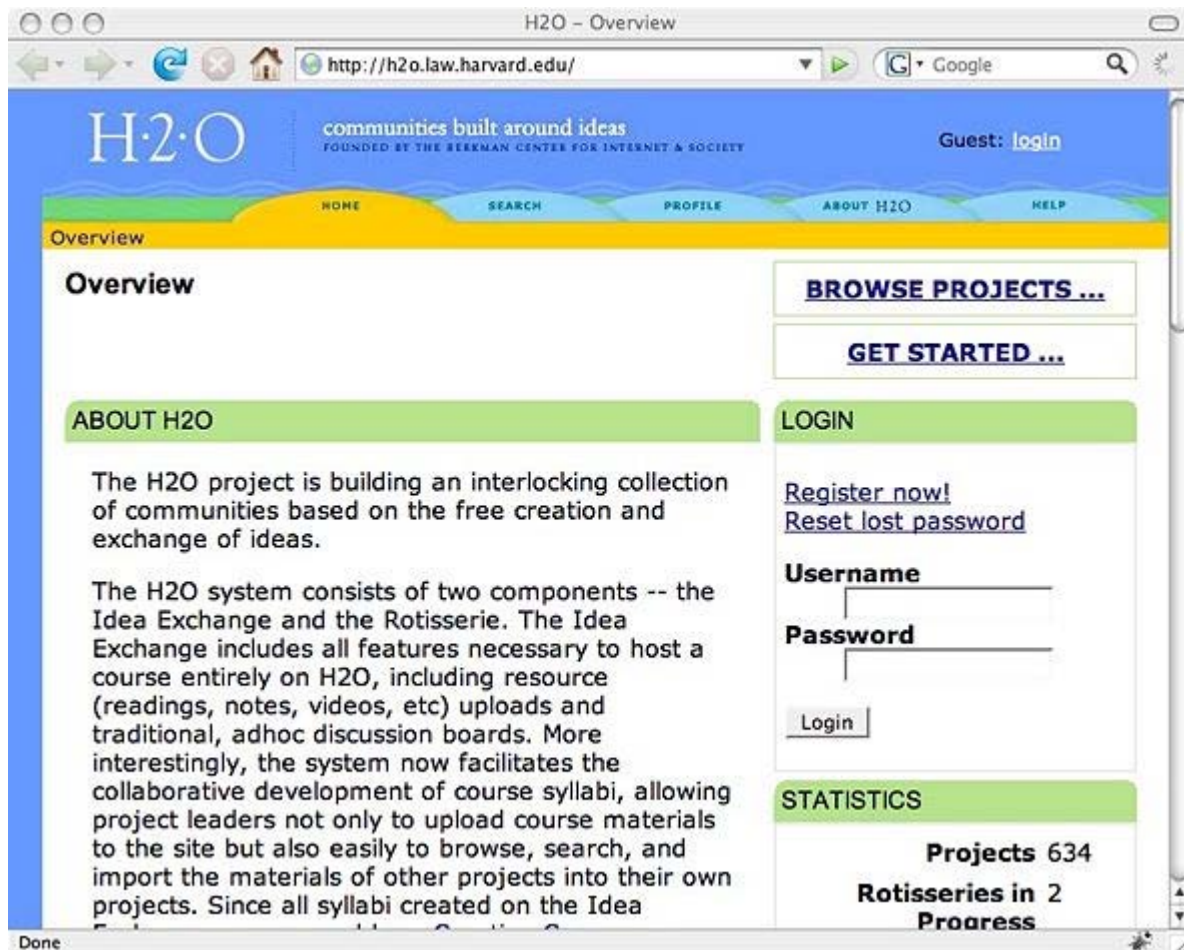 H2O – Overview
http://h2o.law.harvard.edu/
G Google
H·2·O
communities built around ideas
FOUNDED BY THE BERKMAN CENTER FOR INTERNET & SOCIETY
Guest: login
HOME
SEARCH
PROFILE
ABOUT H2O
HELP
Overview
Overview
BROWSE PROJECTS ...
GET STARTED ...
ABOUT H2O
The H2O project is building an interlocking collection
of communities based on the free creation and
exchange of ideas.
The H2O system consists of two components -- the
Idea Exchange and the Rotisserie. The Idea
Exchange includes all features necessary to host a
course entirely on H2O, including resource
(readings, notes, videos, etc) uploads and
traditional, adhoc discussion boards. More
interestingly, the system now facilitates the
collaborative development of course syllabi, allowing
project leaders not only to upload course materials
to the site but also easily to browse, search, and
import the materials of other projects into their own
projects. Since all syllabi created on the Idea
LOGIN
Register now!
Reset lost password
Username
Password
Login
STATISTICS
Projects 634
Rotisseries in 2
Progress
Done